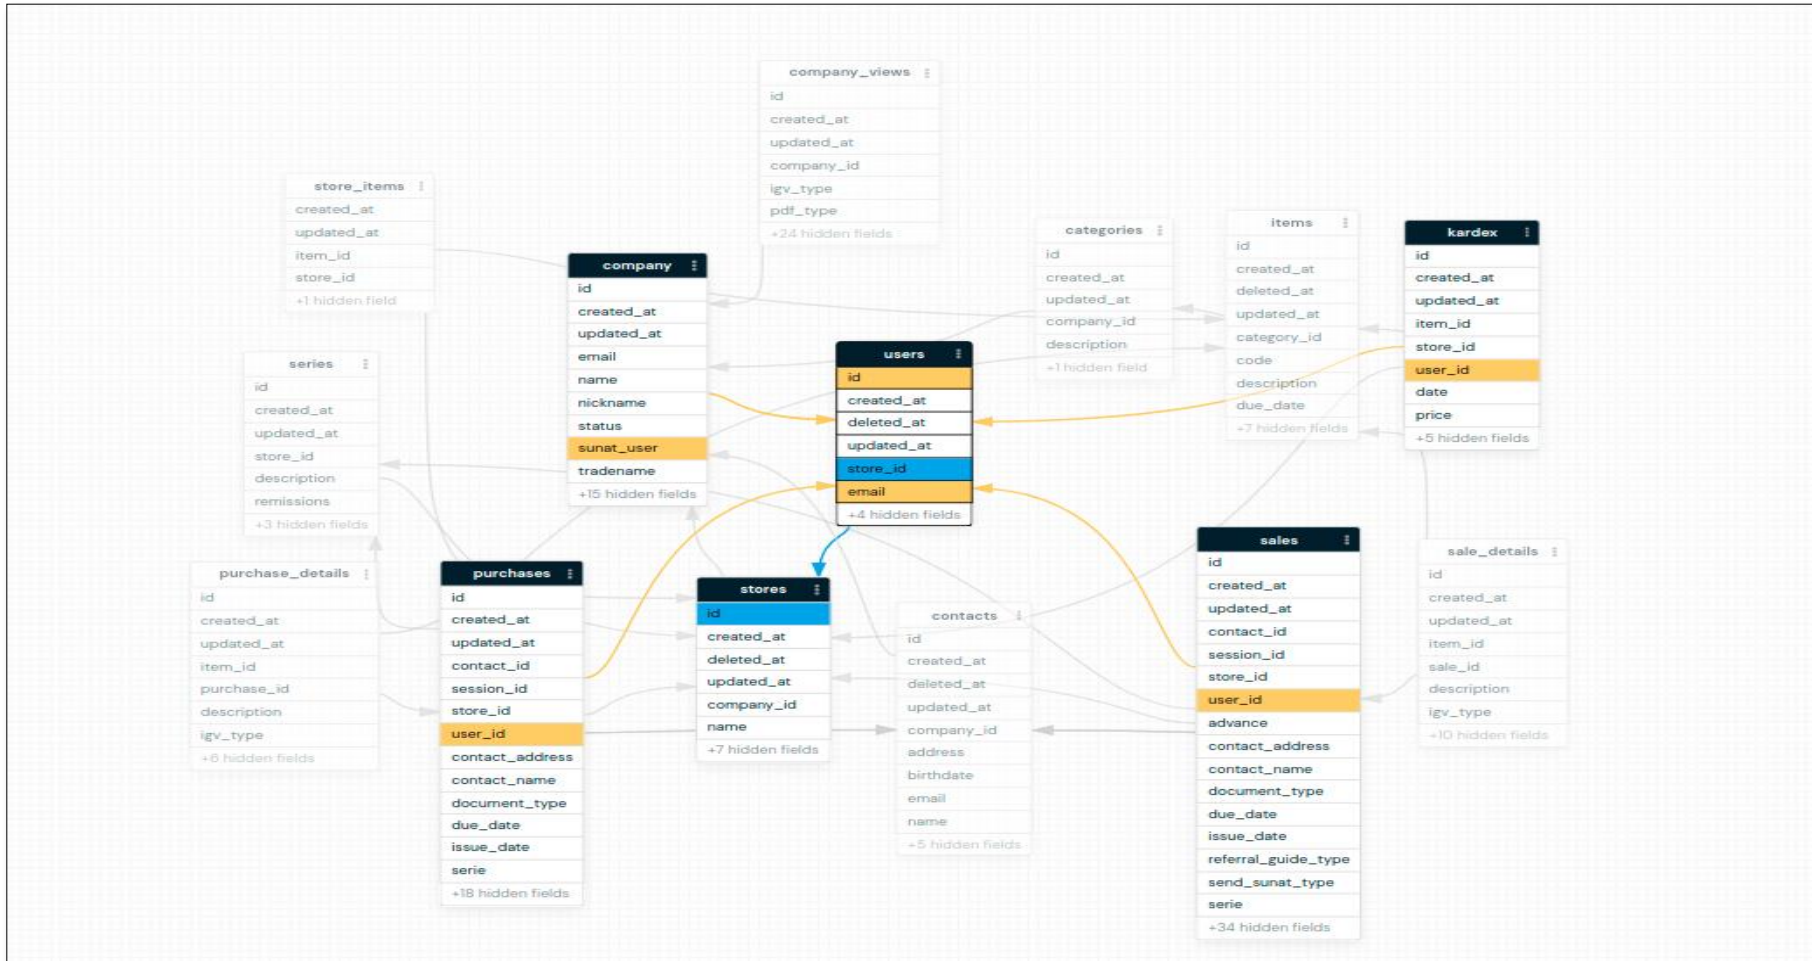 company_views
id
created_at
updated_at
company_id
igv_type
pdf_type
+24 hidden fields
store_items
created_at
updated_at
item_id
store_id
+1 hidden field
company
id
created_at
updated_at
email
name
nickname
status
sunat_user
tradename
+15 hidden fields
categories
id
created_at
updated_at
company_id
description
+1 hidden field
items
id
created_at
deleted_at
updated_at
category_id
code
description
due_date
+7 hidden fields
kardex
id
created_at
updated_at
item_id
store_id
user_id
date
price
+5 hidden fields
users
id
created_at
deleted_at
updated_at
store_id
email
+4 hidden fields
series
id
created_at
updated_at
store_id
description
remissions
+3 hidden fields
purchase_details
id
created_at
updated_at
item_id
purchase_id
description
igv_type
+6 hidden fields
purchases
id
created_at
updated_at
contact_id
session_id
store_id
user_id
contact_address
contact_name
document_type
due_date
issue_date
serie
+18 hidden fields
stores
id
created_at
deleted_at
updated_at
company_id
name
+7 hidden fields
contacts
id
created_at
deleted_at
updated_at
company_id
address
birthdate
email
name
+5 hidden fields
sales
id
created_at
updated_at
contact_id
session_id
store_id
user_id
advance
contact_address
contact_name
document_type
due_date
issue_date
referral_guide_type
send_sunat_type
serie
+34 hidden fields
sale_details
id
created_at
updated_at
item_id
sale_id
description
igv_type
+10 hidden fields